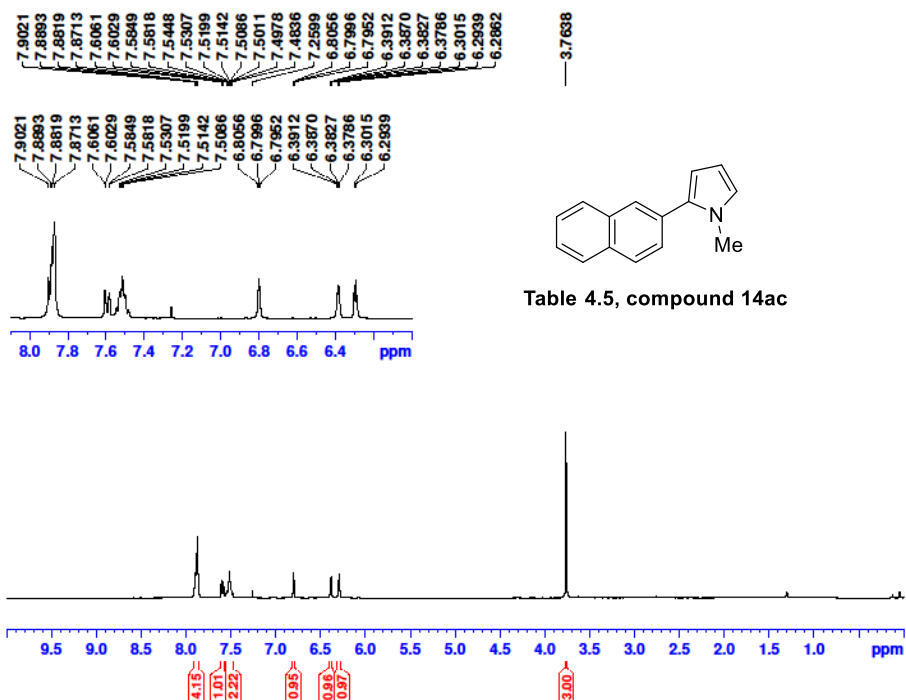 7.9021 7.8893 7.8819 7.8713 7.6061 7.6029 7.5849 7.5818 7.5448 7.5307 7.5199 7.5142 7.5086 7.5011 7.4978 7.4836 7.2599 6.8056 6.7996 6.7952 6.3912 6.3870 6.3827 6.3786 6.3015 6.2939 6.2862
3.7638
7.9021 7.8893 7.8819 7.8713 7.6061 7.6029 7.5849 7.5818 7.5307 7.5199 7.5142 7.5086 6.8056 6.7996 6.7952 6.3912 6.3870 6.3827 6.3786 6.3015 6.2939
N
Me
Table 4.5, compound 14ac
8.0 7.8 7.6 7.4 7.2 7.0 6.8 6.6 6.4 ppm
9.5 9.0 8.5 8.0 7.5 7.0 6.5 6.0 5.5 5.0 4.5 4.0 3.5 3.0 2.5 2.0 1.5 1.0 ppm
4.15 1.01 2.22 0.95 0.96 0.97 3.00